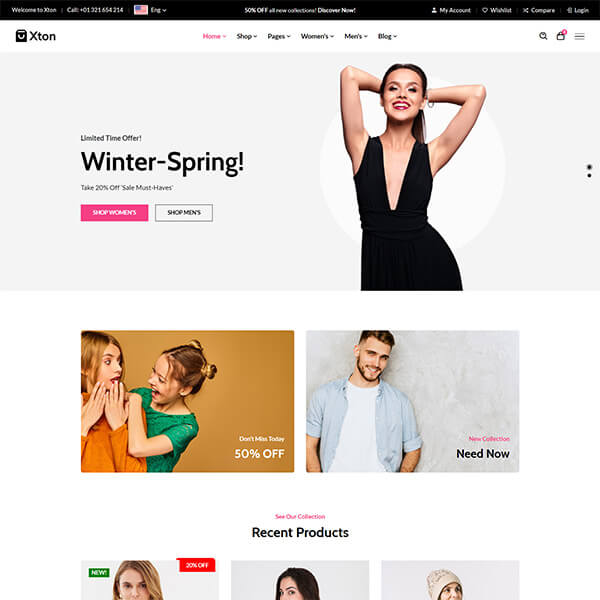 Welcome to Xton
Call: +01 321 654 214
Eng
50% OFF all new collections! Discover Now!
My Account
Wishlist
Compare
Login
Xton
Home
Shop
Pages
Women's
Men's
Blog
Limited Time Offer!
Winter-Spring!
Take 20% Off 'Sale Must-Haves'
SHOP WOMEN'S
SHOP MEN'S
Don't Miss Today
50% OFF
New Collection
Need Now
See Our Collection
Recent Products
NEW!
20% OFF